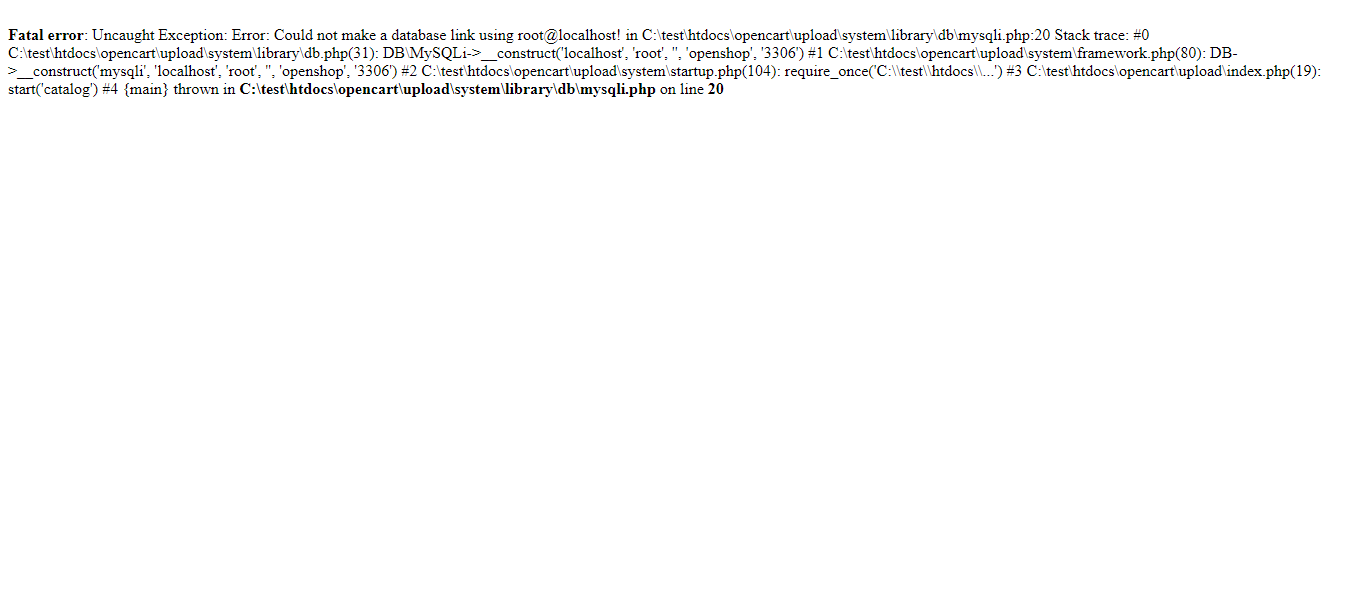 Fatal error: Uncaught Exception: Error: Could not make a database link using root@localhost! in C:\test\htdocs\opencart\upload\system\library\db\mysqli.php:20 Stack trace: #0
C:\test\htdocs\opencart\upload\system\library\db.php(31): DB\MySQLi->__construct('localhost', 'root', '', 'openshop', '3306') #1 C:\test\htdocs\opencart\upload\system\framework.php(80): DB-
>__construct('mysqli', 'localhost', 'root', '', 'openshop', '3306') #2 C:\test\htdocs\opencart\upload\system\startup.php(104): require_once('C:\\test\\htdocs\\...') #3 C:\test\htdocs\opencart\upload\index.php(19):
start('catalog') #4 {main} thrown in C:\test\htdocs\opencart\upload\system\library\db\mysqli.php on line 20